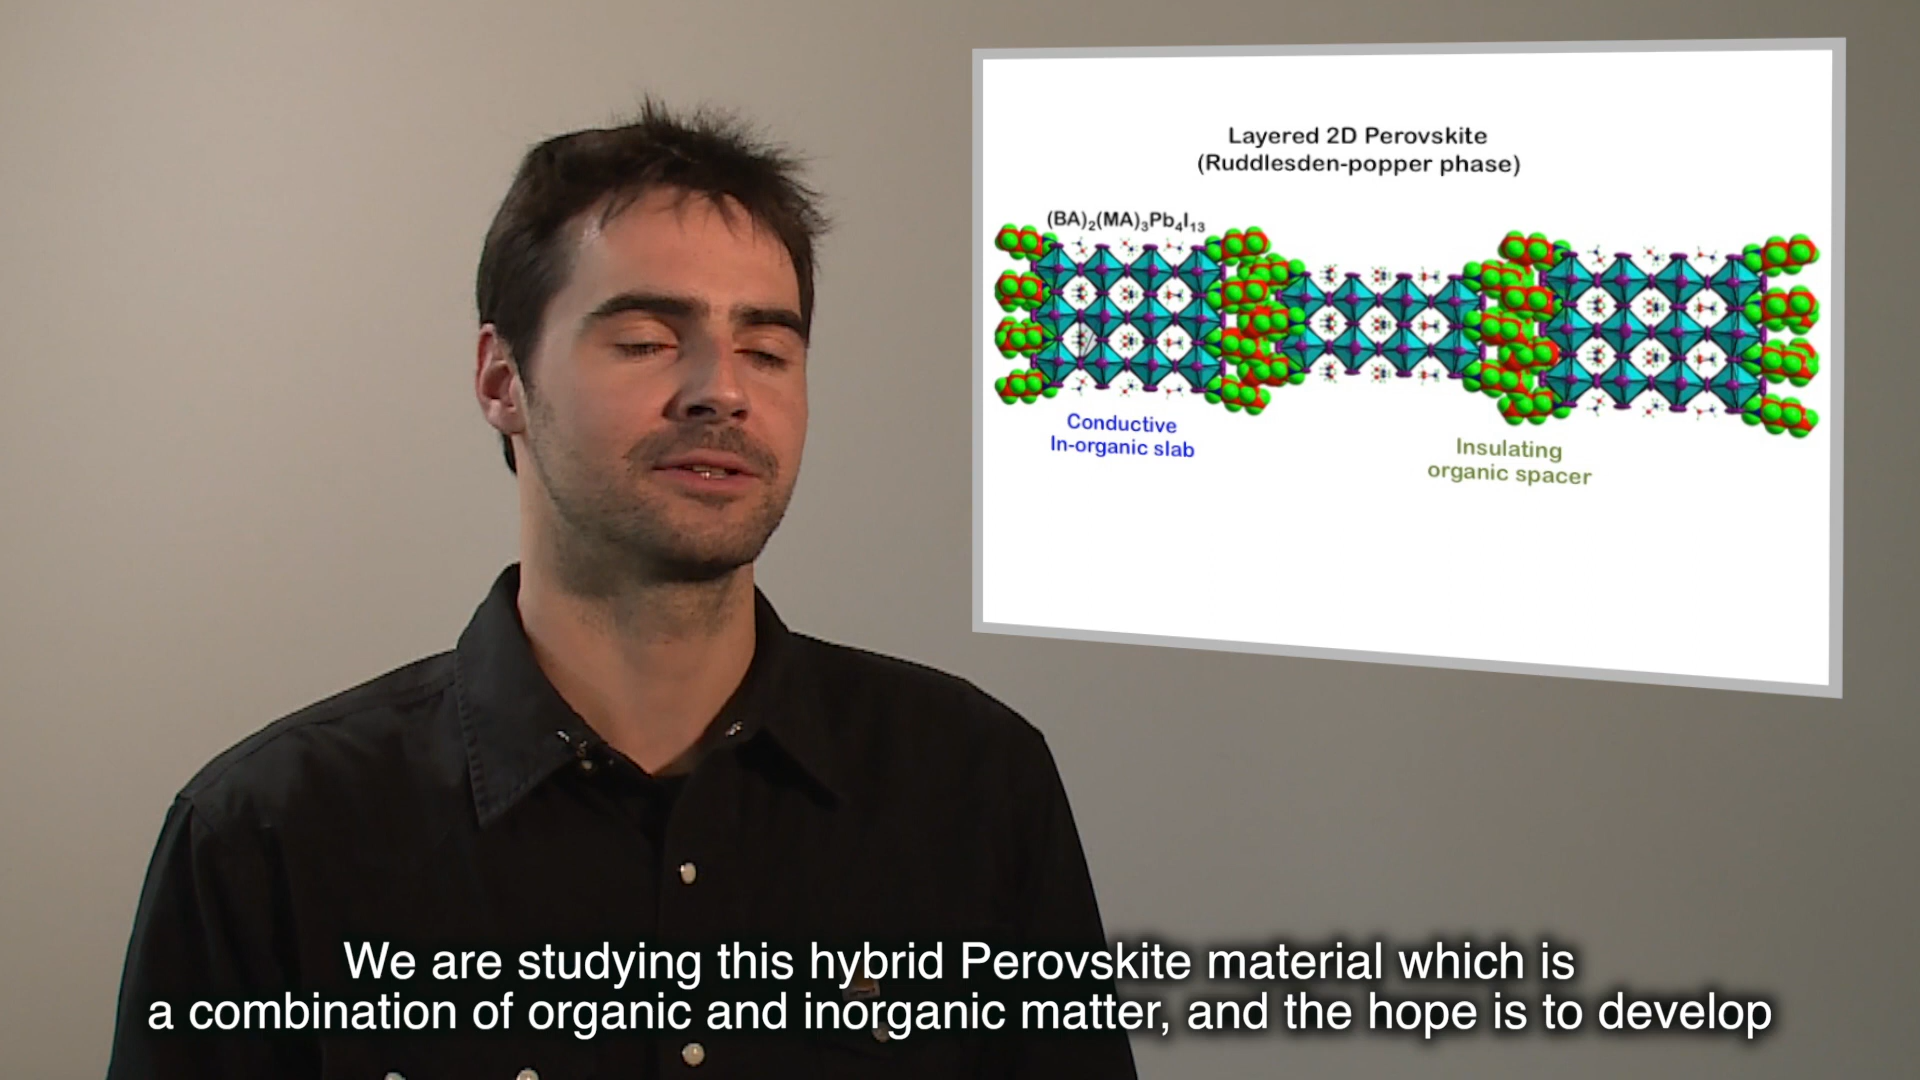 Layered 2D Perovskite
(Ruddlesden-popper phase)
(BA)₂(MA)₃Pb₄I₁₃
Conductive
In-organic slab
Insulating
organic spacer
We are studying this hybrid Perovskite material which is
a combination of organic and inorganic matter, and the hope is to develop